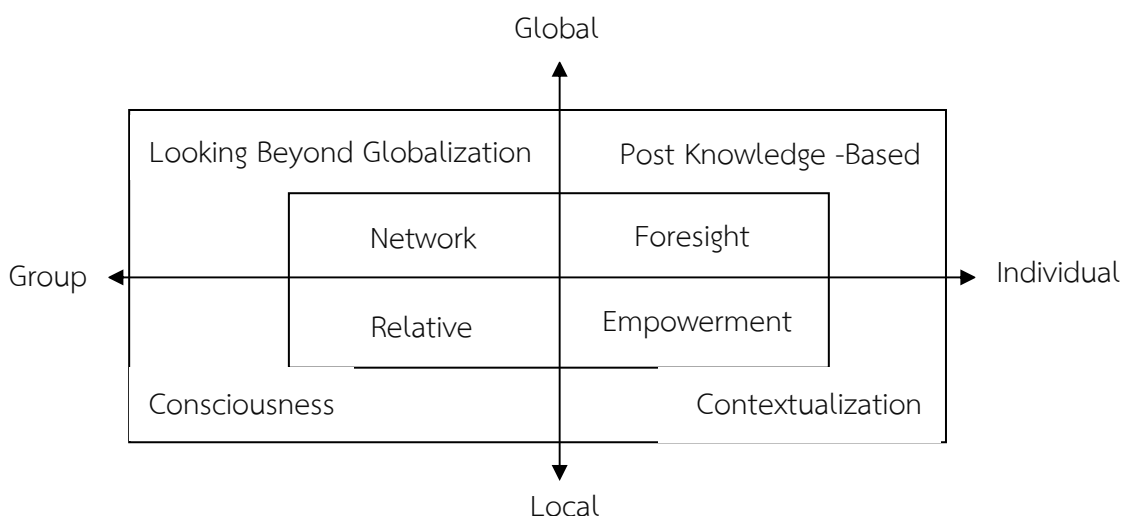 Global
Looking Beyond Globalization
Post Knowledge -Based
Network
Foresight
Group
Individual
Relative
Empowerment
Consciousness
Contextualization
Local